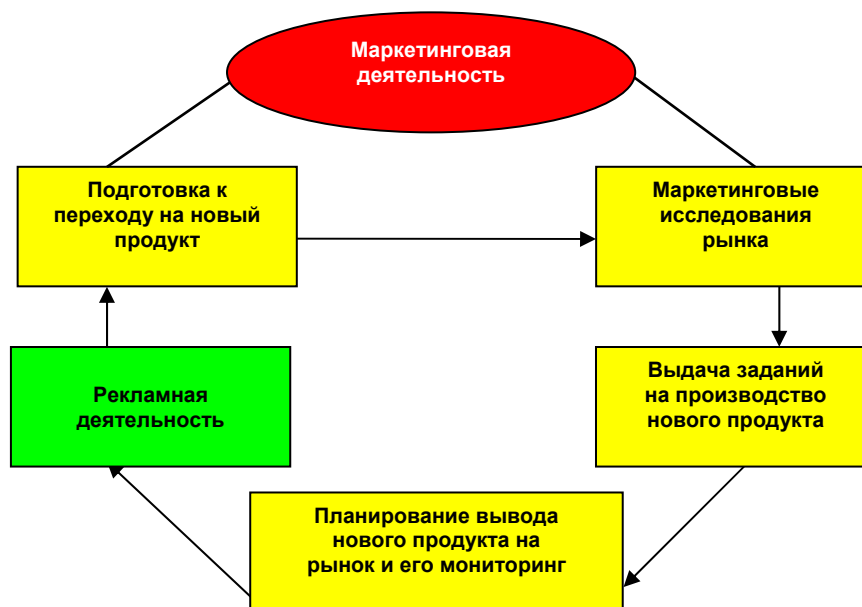 Маркетинговая
деятельность
Подготовка к
переходу на новый
продукт
Маркетинговые
исследования
рынка
Рекламная
деятельность
Выдача заданий
на производство
нового продукта
Планирование вывода
нового продукта на
рынок и его мониторинг